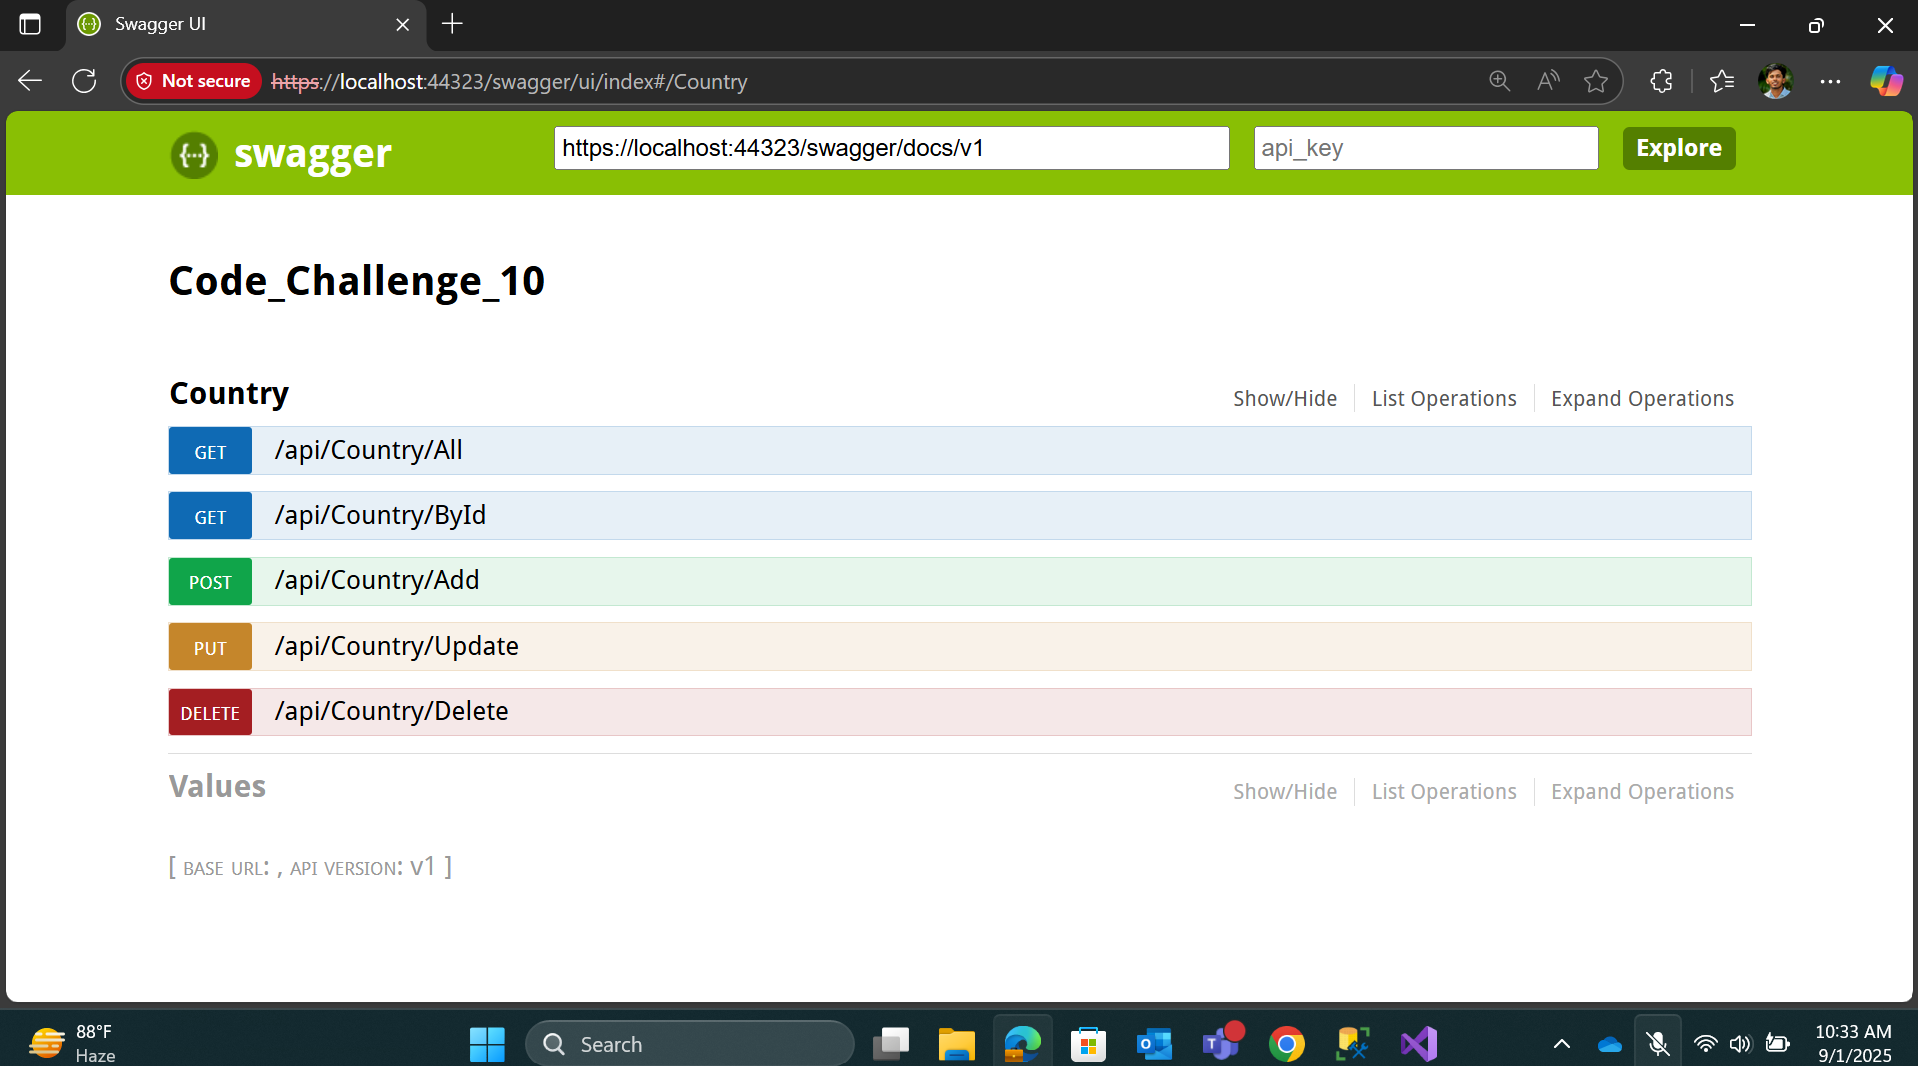 Swagger UI
Not secure https://localhost:44323/swagger/ui/index#/Country
{···} swagger https://localhost:44323/swagger/docs/v1 api_key Explore
Code_Challenge_10
Country Show/Hide List Operations Expand Operations
GET /api/Country/All
GET /api/Country/ById
POST /api/Country/Add
PUT /api/Country/Update
DELETE /api/Country/Delete
Values Show/Hide List Operations Expand Operations
[ BASE URL: , API VERSION: v1 ]
88°F
Haze
Search
10:33 AM
9/1/2025